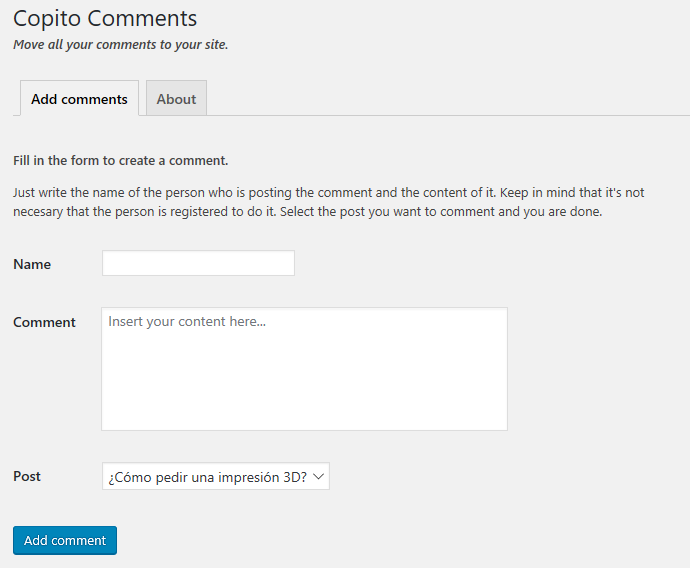 Copito Comments
Move all your comments to your site.
Add comments
About
Fill in the form to create a comment.
Just write the name of the person who is posting the comment and the content of it. Keep in mind that it's not
necesary that the person is registered to do it. Select the post you want to comment and you are done.
Name
Comment
Insert your content here...
Post
¿Cómo pedir una impresión 3D?
Add comment